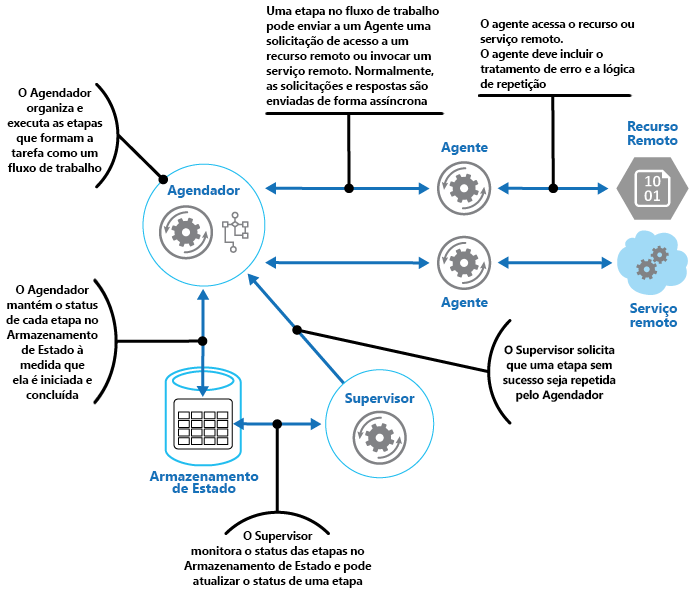 Uma etapa no fluxo de trabalho
pode enviar a um Agente uma
solicitação de acesso a um
recurso remoto ou invocar um
serviço remoto. Normalmente,
as solicitações e respostas são
enviadas de forma assíncrona
O agente acessa o recurso ou
serviço remoto.
O agente deve incluir o
tratamento de erro e a lógica
de repetição
O Agendador
organiza e
executa as etapas
que formam a
tarefa como um
fluxo de trabalho
Agendador
Agente
Recurso
Remoto
10
01
Agente
Serviço
remoto
O Agendador
mantém o status
de cada etapa no
Armazenamento
de Estado à
medida que
ela é iniciada e
concluída
O Supervisor solicita
que uma etapa sem
sucesso seja repetida
pelo Agendador
Supervisor
Armazenamento
de Estado
O Supervisor
monitora o status das etapas no
Armazenamento de Estado e pode
atualizar o status de uma etapa